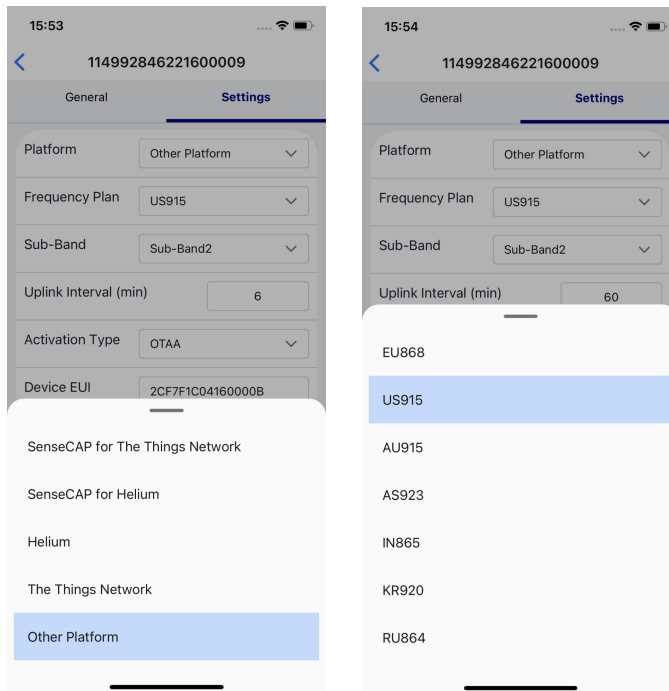 15:53
114992846221600009
General Settings
Platform Other Platform
Frequency Plan US915
Sub-Band Sub-Band2
Uplink Interval (min) 6
Activation Type OTAA
Device EUI 2CF7F1C04160000B
SenseCAP for The Things Network
SenseCAP for Helium
Helium
The Things Network
Other Platform
15:54
114992846221600009
General Settings
Platform Other Platform
Frequency Plan US915
Sub-Band Sub-Band2
Uplink Interval (min) 60
EU868
US915
AU915
AS923
IN865
KR920
RU864